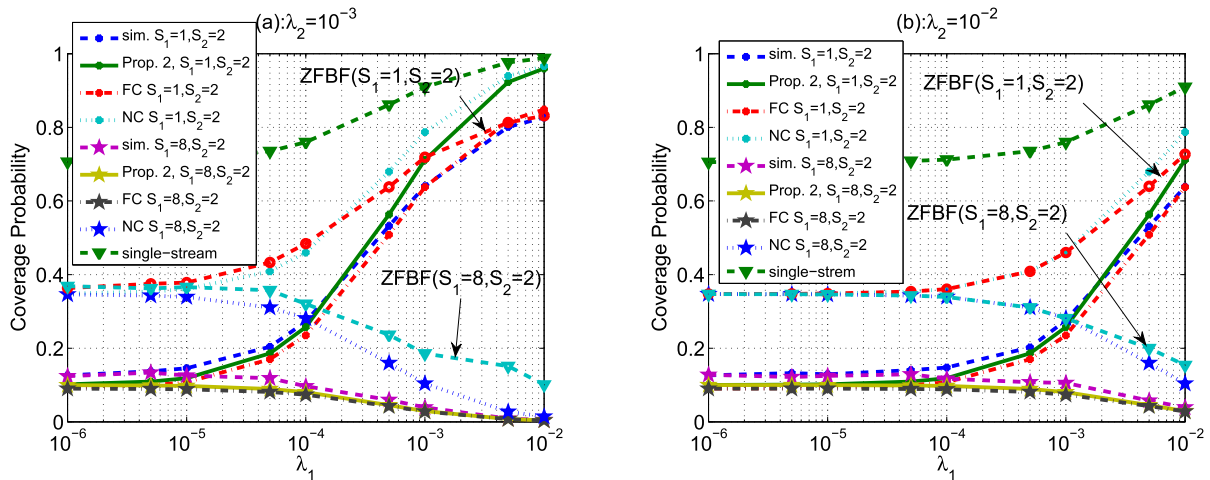 (a):λ2=10−3
sim. S1=1,S2=2
Prop. 2, S1=1,S2=2
FC S1=1,S2=2
NC S1=1,S2=2
sim. S1=8,S2=2
Prop. 2, S1=8,S2=2
FC S1=8,S2=2
NC S1=8,S2=2
single−stream
ZFBF(S1=1,S2=2)
ZFBF(S1=8,S2=2)
Coverage Probability
1
0.8
0.6
0.4
0.2
0
10−6 10−5 10−4 10−3 10−2
λ1
(b):λ2=10−2
sim. S1=1,S2=2
Prop. 2, S1=1,S2=2
FC S1=1,S2=2
NC S1=1,S2=2
sim. S1=8,S2=2
Prop. 2, S1=8,S2=2
FC S1=8,S2=2
NC S1=8,S2=2
single−strem
ZFBF(S1=1,S2=2)
ZFBF(S1=8,S2=2)
Coverage Probability
1
0.8
0.6
0.4
0.2
0
10−6 10−5 10−4 10−3 10−2
λ1